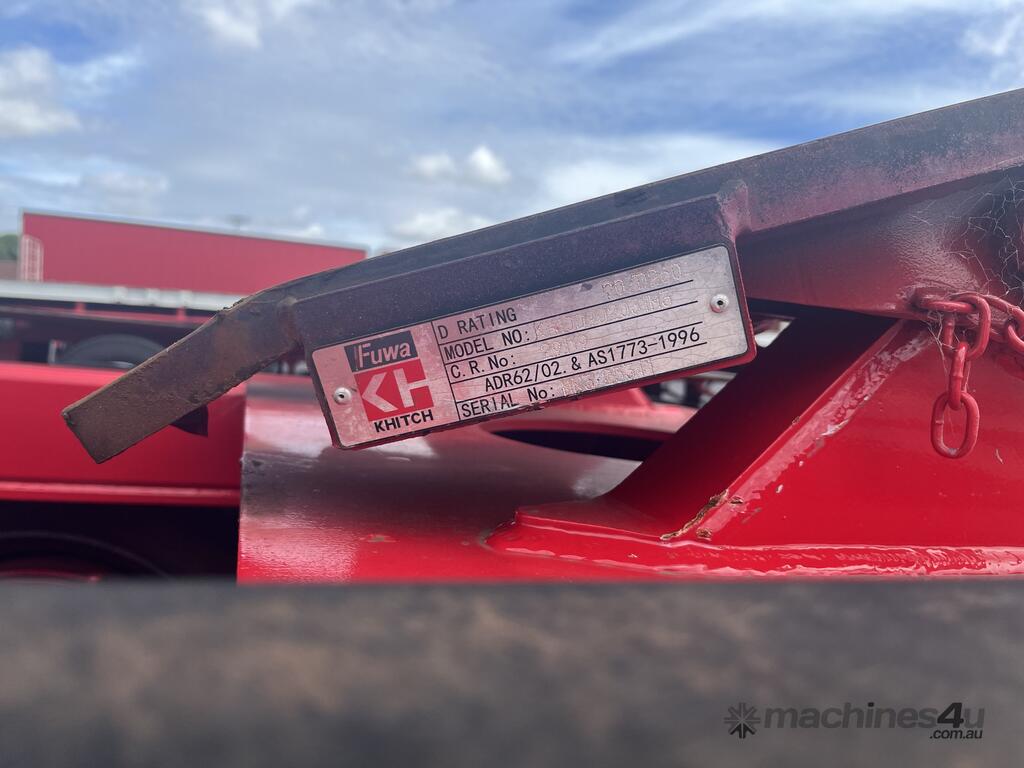 Fuwa
KH
KHITCH
D RATING
MODEL NO:
C.R. No:
ADR62/02. & AS1773-1996
SERIAL No:
machines4u
.com.au